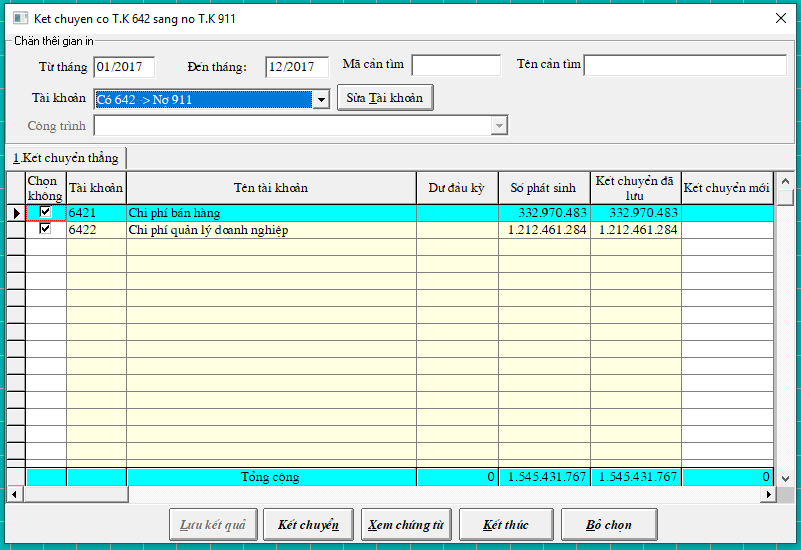 Ket chuyen co T.K 642 sang no T.K 911
Chän thêi gian in
Từ tháng 01/2017 Đến tháng: 12/2017 Mã cần tìm Tên cần tìm
Tài khoản Có 642 -> Nợ 911 Sửa Tài khoản
Công trình
1.Kết chuyển thẳng
Chọn không Tài khoản Tên tài khoản Dư đầu kỳ Số phát sinh Kết chuyển đã lưu Kết chuyển mới
6421 Chi phí bán hàng 332.970.483 332.970.483
6422 Chi phí quản lý doanh nghiệp 1.212.461.284 1.212.461.284
Tổng cộng 0 1.545.431.767 1.545.431.767 0
Lưu kết quả Kết chuyển Xem chứng từ Kết thúc Bỏ chọn